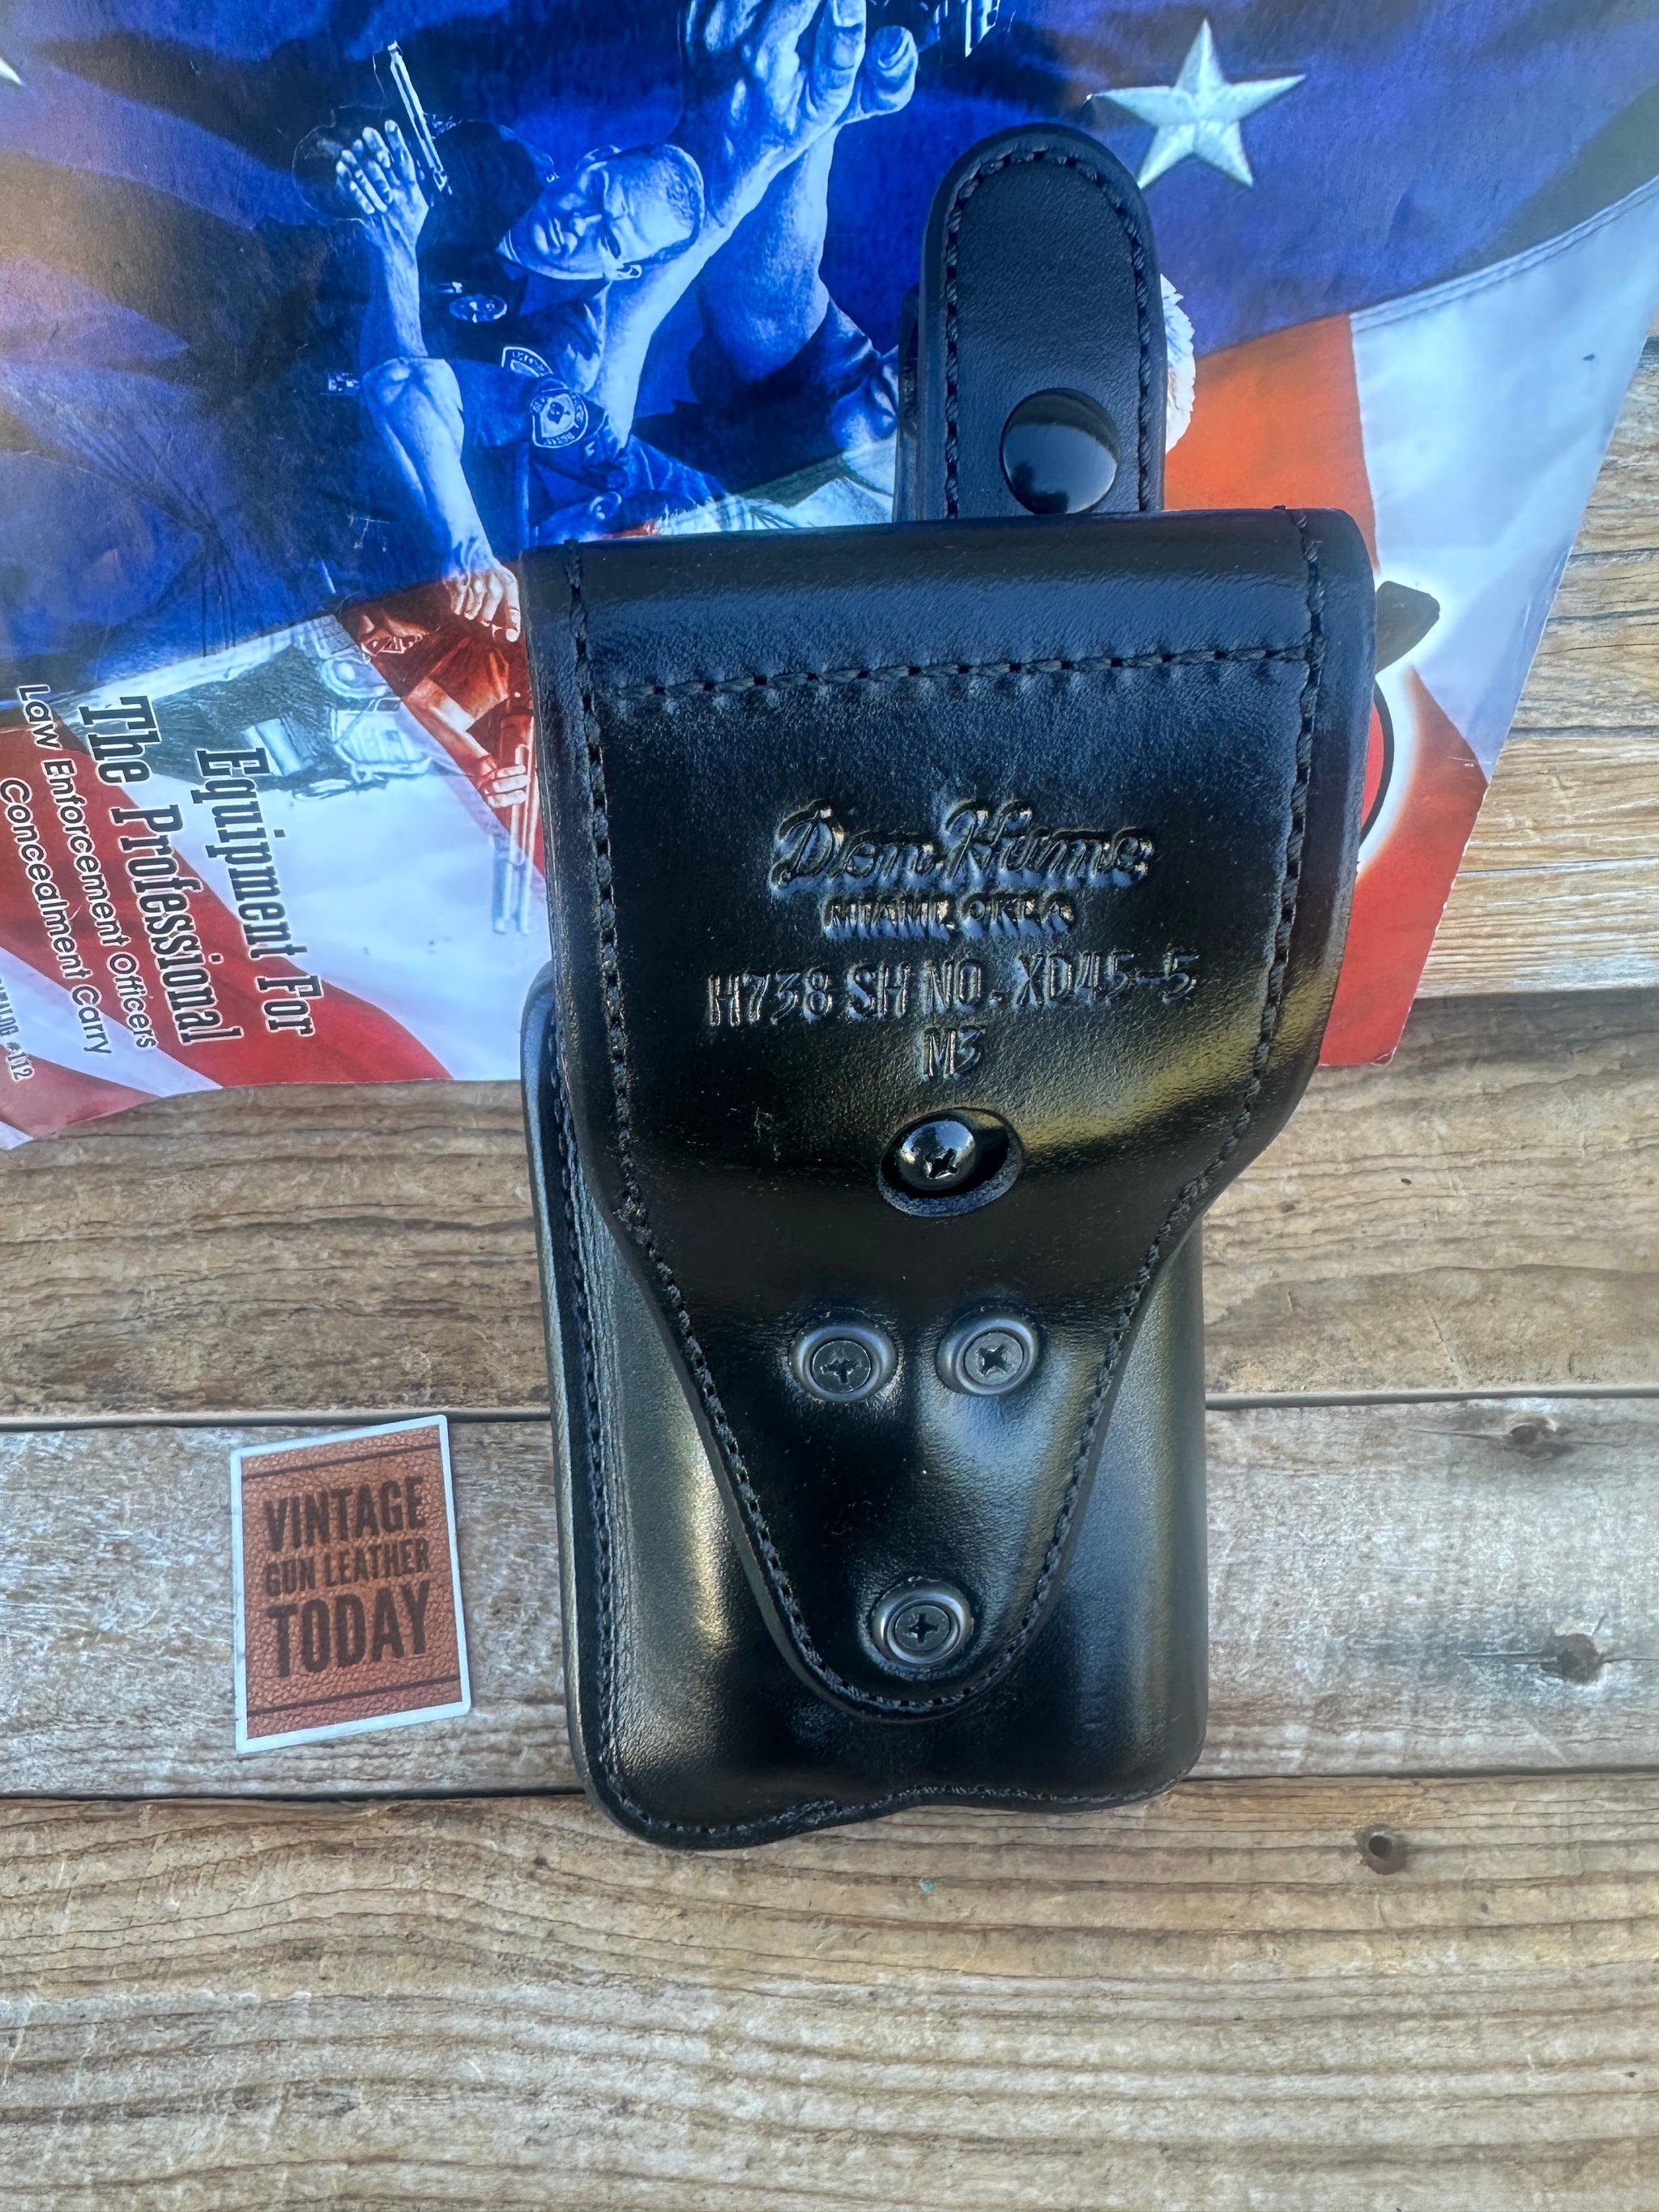 Don Hume
MIAMI, OKLA
H738 SH NO. XD45-5
M3
Equipment For
The Professional
Law Enforcement Officers
Concealment Carry
#112
VINTAGE
GUN LEATHER
TODAY